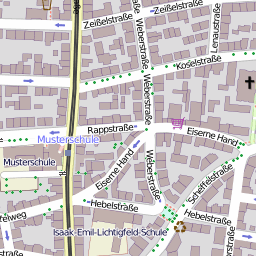 Zeißelstraße
Zeißelstraße
Weberstraße
Lenaustraße
Koselstraße
Weberstraße
Rappstraße
Eiserne Hand
Musterschule
Musterschule
Eiserne Hand
Weberstraße
Scheffelstraße
Hebelstraße
Hebelstraße
Isaak-Emil-Lichtigfeld-Schule